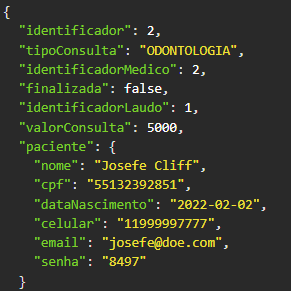 {
"identificador": 2,
"tipoConsulta": "ODONTOLOGIA",
"identificadorMedico": 2,
"finalizada": false,
"identificadorLaudo": 1,
"valorConsulta": 5000,
"paciente": {
"nome": "Josefe Cliff",
"cpf": "55132392851",
"dataNascimento": "2022-02-02",
"celular": "11999997777",
"email": "josefe@doe.com",
"senha": "8497"
}